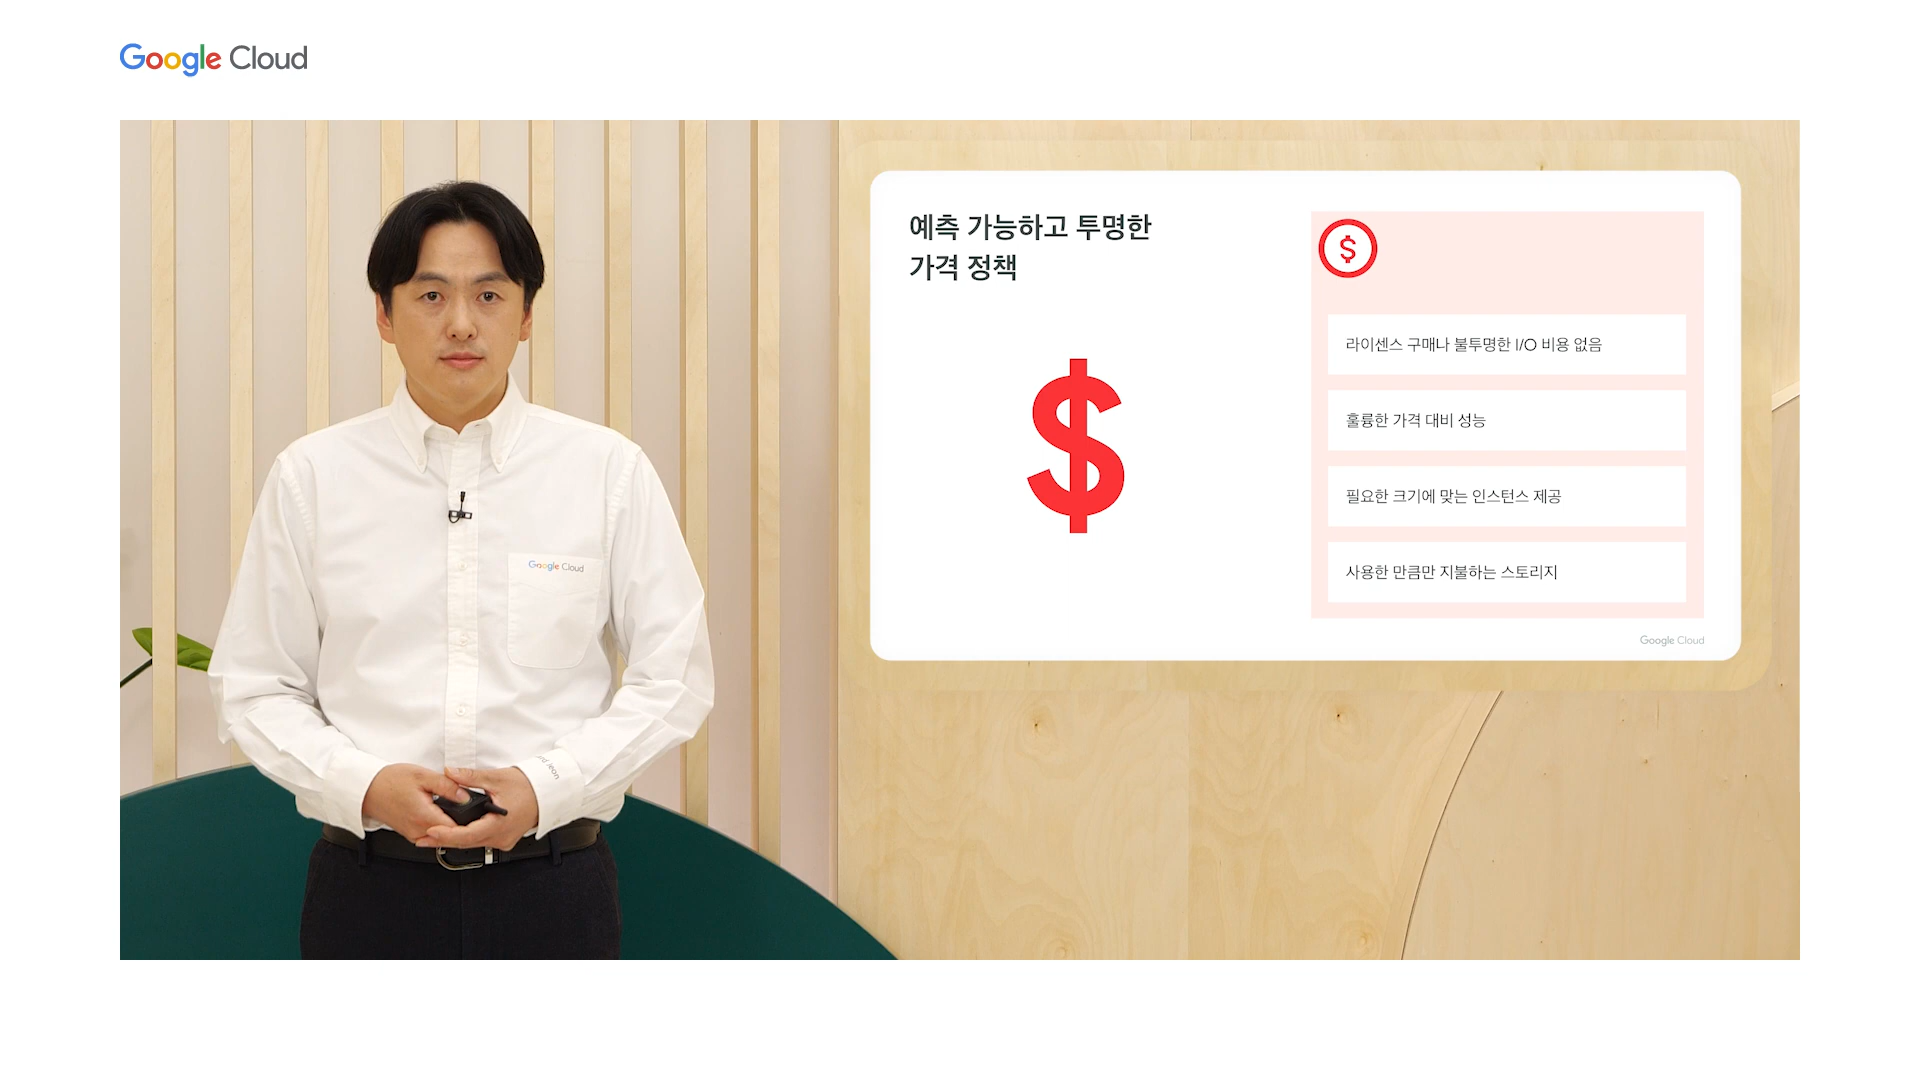 Google Cloud
예측 가능하고 투명한
가격 정책
$
$
라이센스 구매나 불투명한 I/O 비용 없음
훌륭한 가격 대비 성능
필요한 크기에 맞는 인스턴스 제공
사용한 만큼만 지불하는 스토리지
Google Cloud
Google Cloud